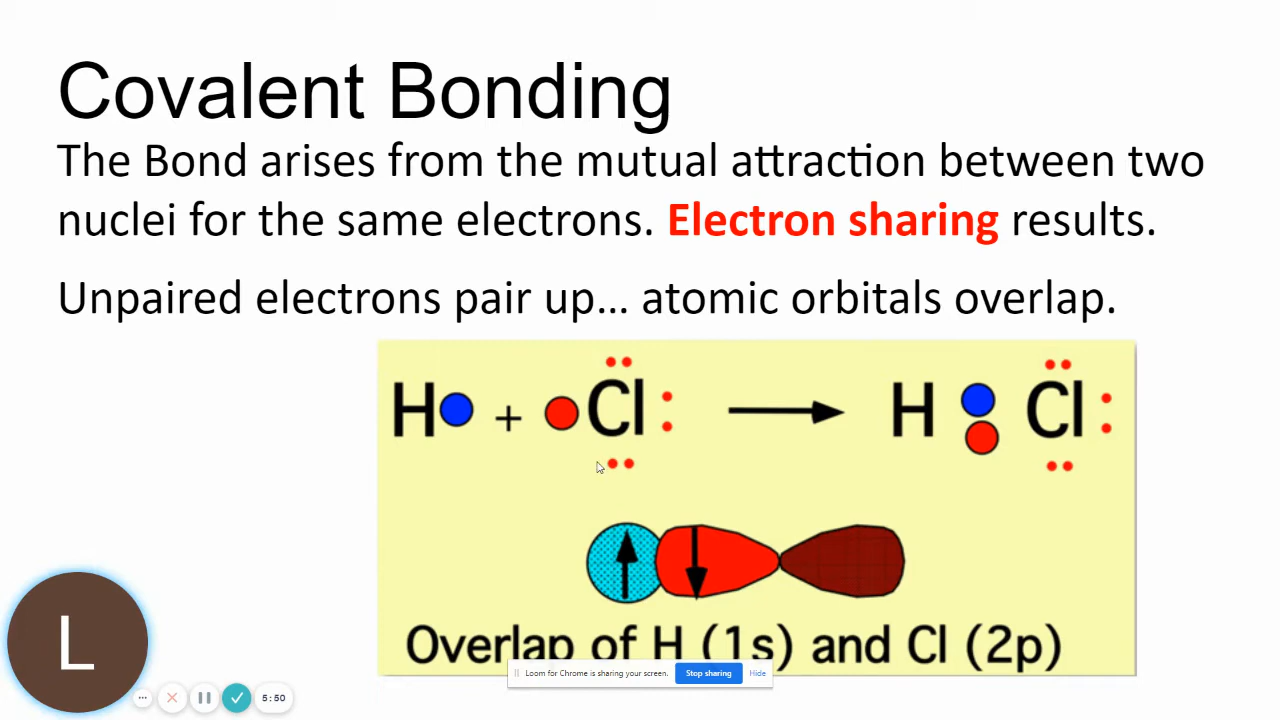 Covalent Bonding
The Bond arises from the mutual attraction between two
nuclei for the same electrons. Electron sharing results.
Unpaired electrons pair up... atomic orbitals overlap.
H + Cl → H Cl
Overlap of H (1s) and Cl (2p)
Loom for Chrome is sharing your screen. Stop sharing Hide
L
5:50